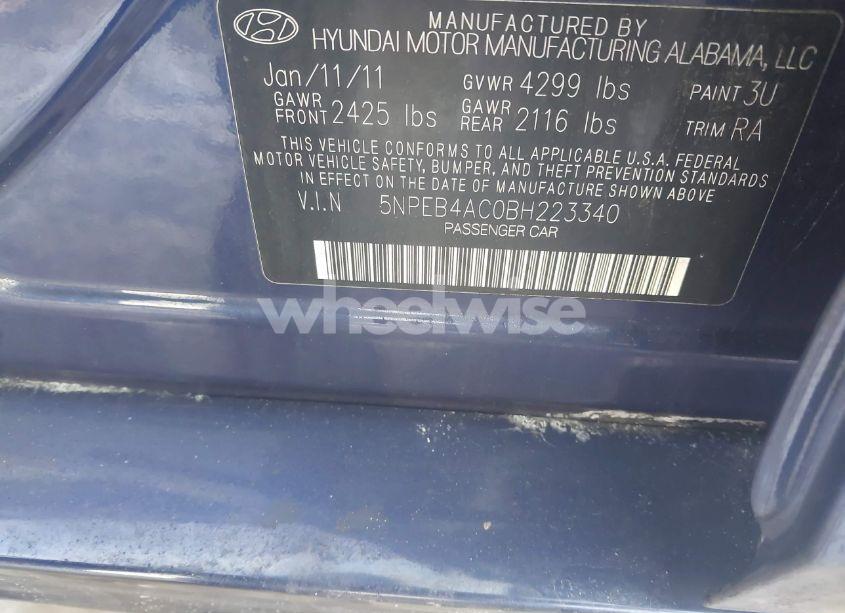 MANUFACTURED BY
HYUNDAI MOTOR MANUFACTURING ALABAMA, LLC
Jan/11/11 GVWR 4299 lbs PAINT 3U
GAWR FRONT 2425 lbs GAWR REAR 2116 lbs TRIM RA
THIS VEHICLE CONFORMS TO ALL APPLICABLE U.S.A. FEDERAL
MOTOR VEHICLE SAFETY, BUMPER, AND THEFT PREVENTION STANDARDS
IN EFFECT ON THE DATE OF MANUFACTURE SHOWN ABOVE.
V.I.N 5NPEB4AC0BH223340
PASSENGER CAR
wheelwise